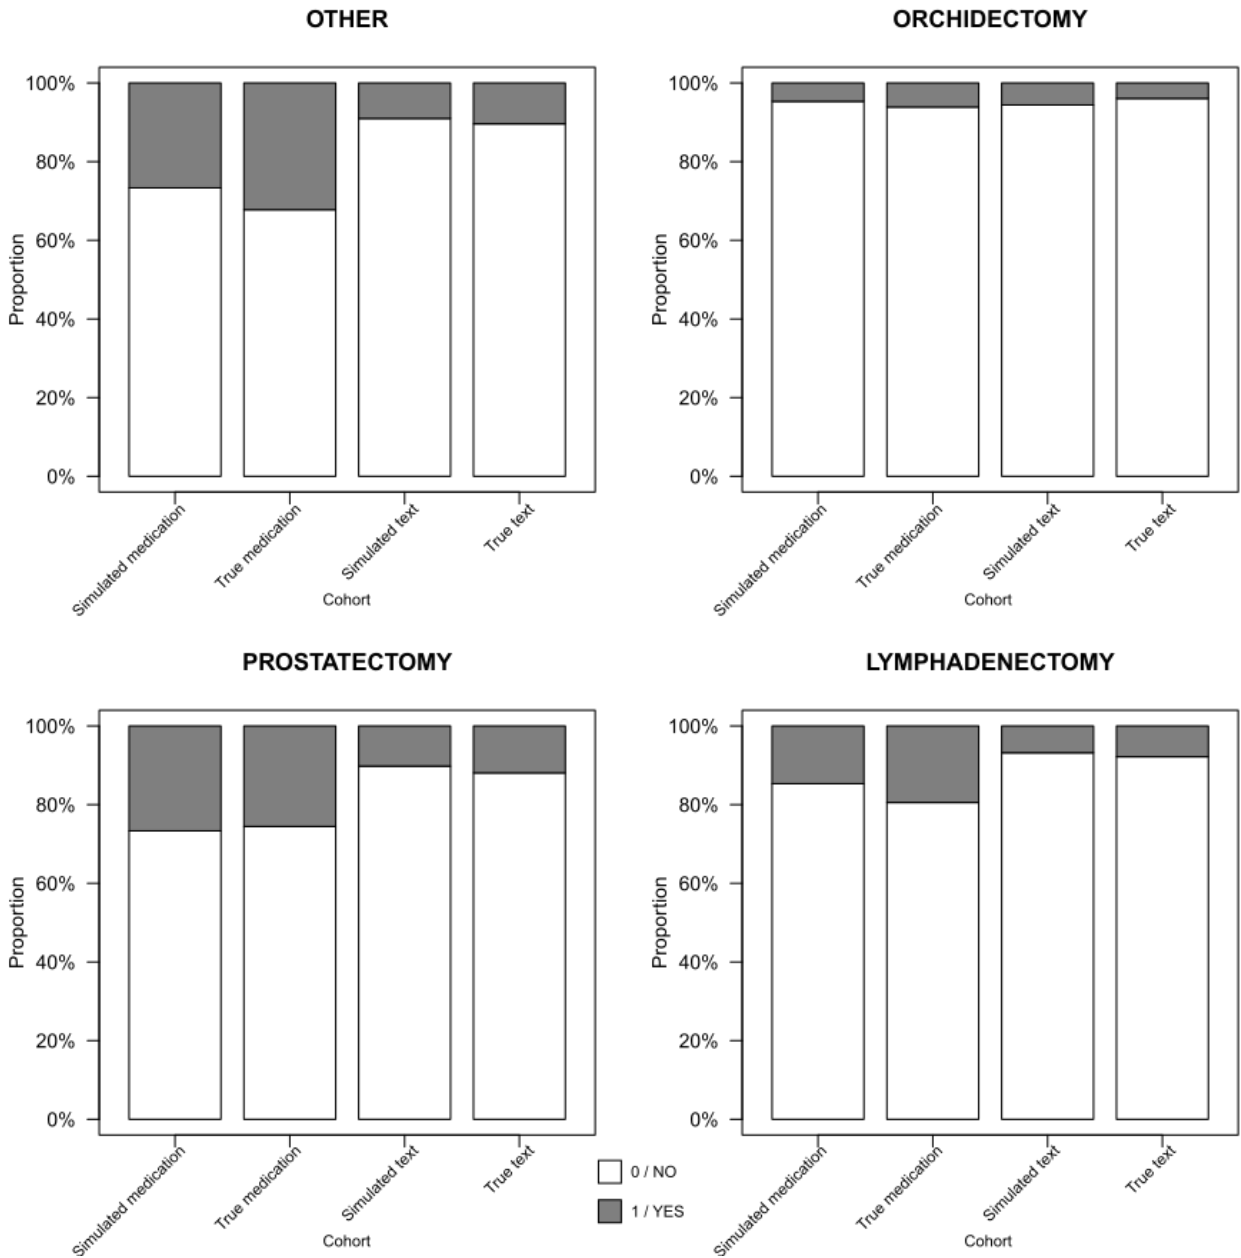 OTHER
100%
80%
60%
40%
20%
0%
Proportion
Simulated medication
True medication
Simulated text
True text
Cohort
ORCHIDECTOMY
100%
80%
60%
40%
20%
0%
Proportion
Simulated medication
True medication
Simulated text
True text
Cohort
PROSTATECTOMY
100%
80%
60%
40%
20%
0%
Proportion
Simulated medication
True medication
Simulated text
True text
Cohort
0 / NO
1 / YES
LYMPHADENECTOMY
100%
80%
60%
40%
20%
0%
Proportion
Simulated medication
True medication
Simulated text
True text
Cohort